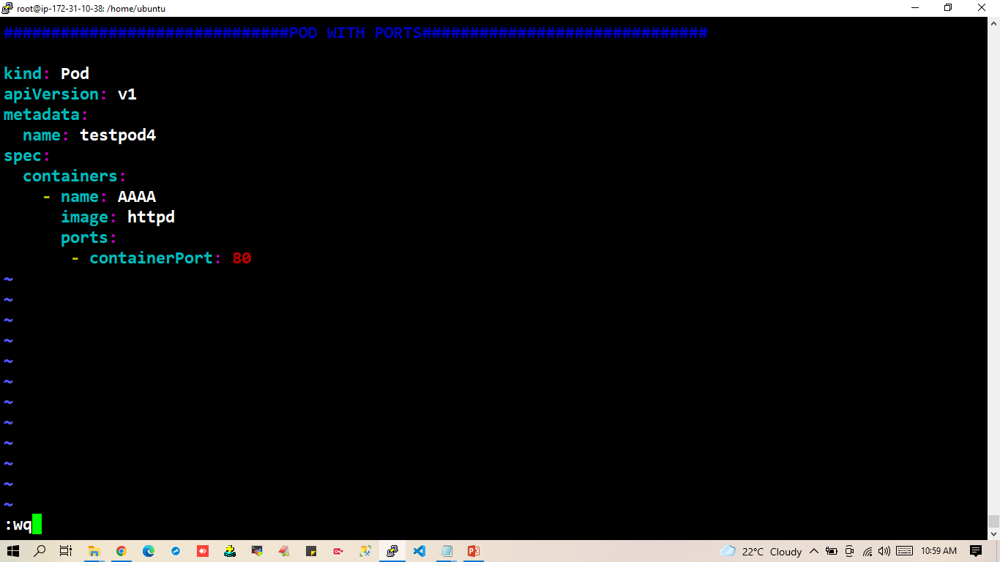 root@ip-172-31-10-38: /home/ubuntu
##############################POD WITH PORTS##############################
kind: Pod
apiVersion: v1
metadata:
  name: testpod4
spec:
  containers:
    - name: AAAA
      image: httpd
      ports:
       - containerPort: 80
~
~
~
~
~
~
~
~
~
~
~
~
:wq
22°C Cloudy 10:59 AM